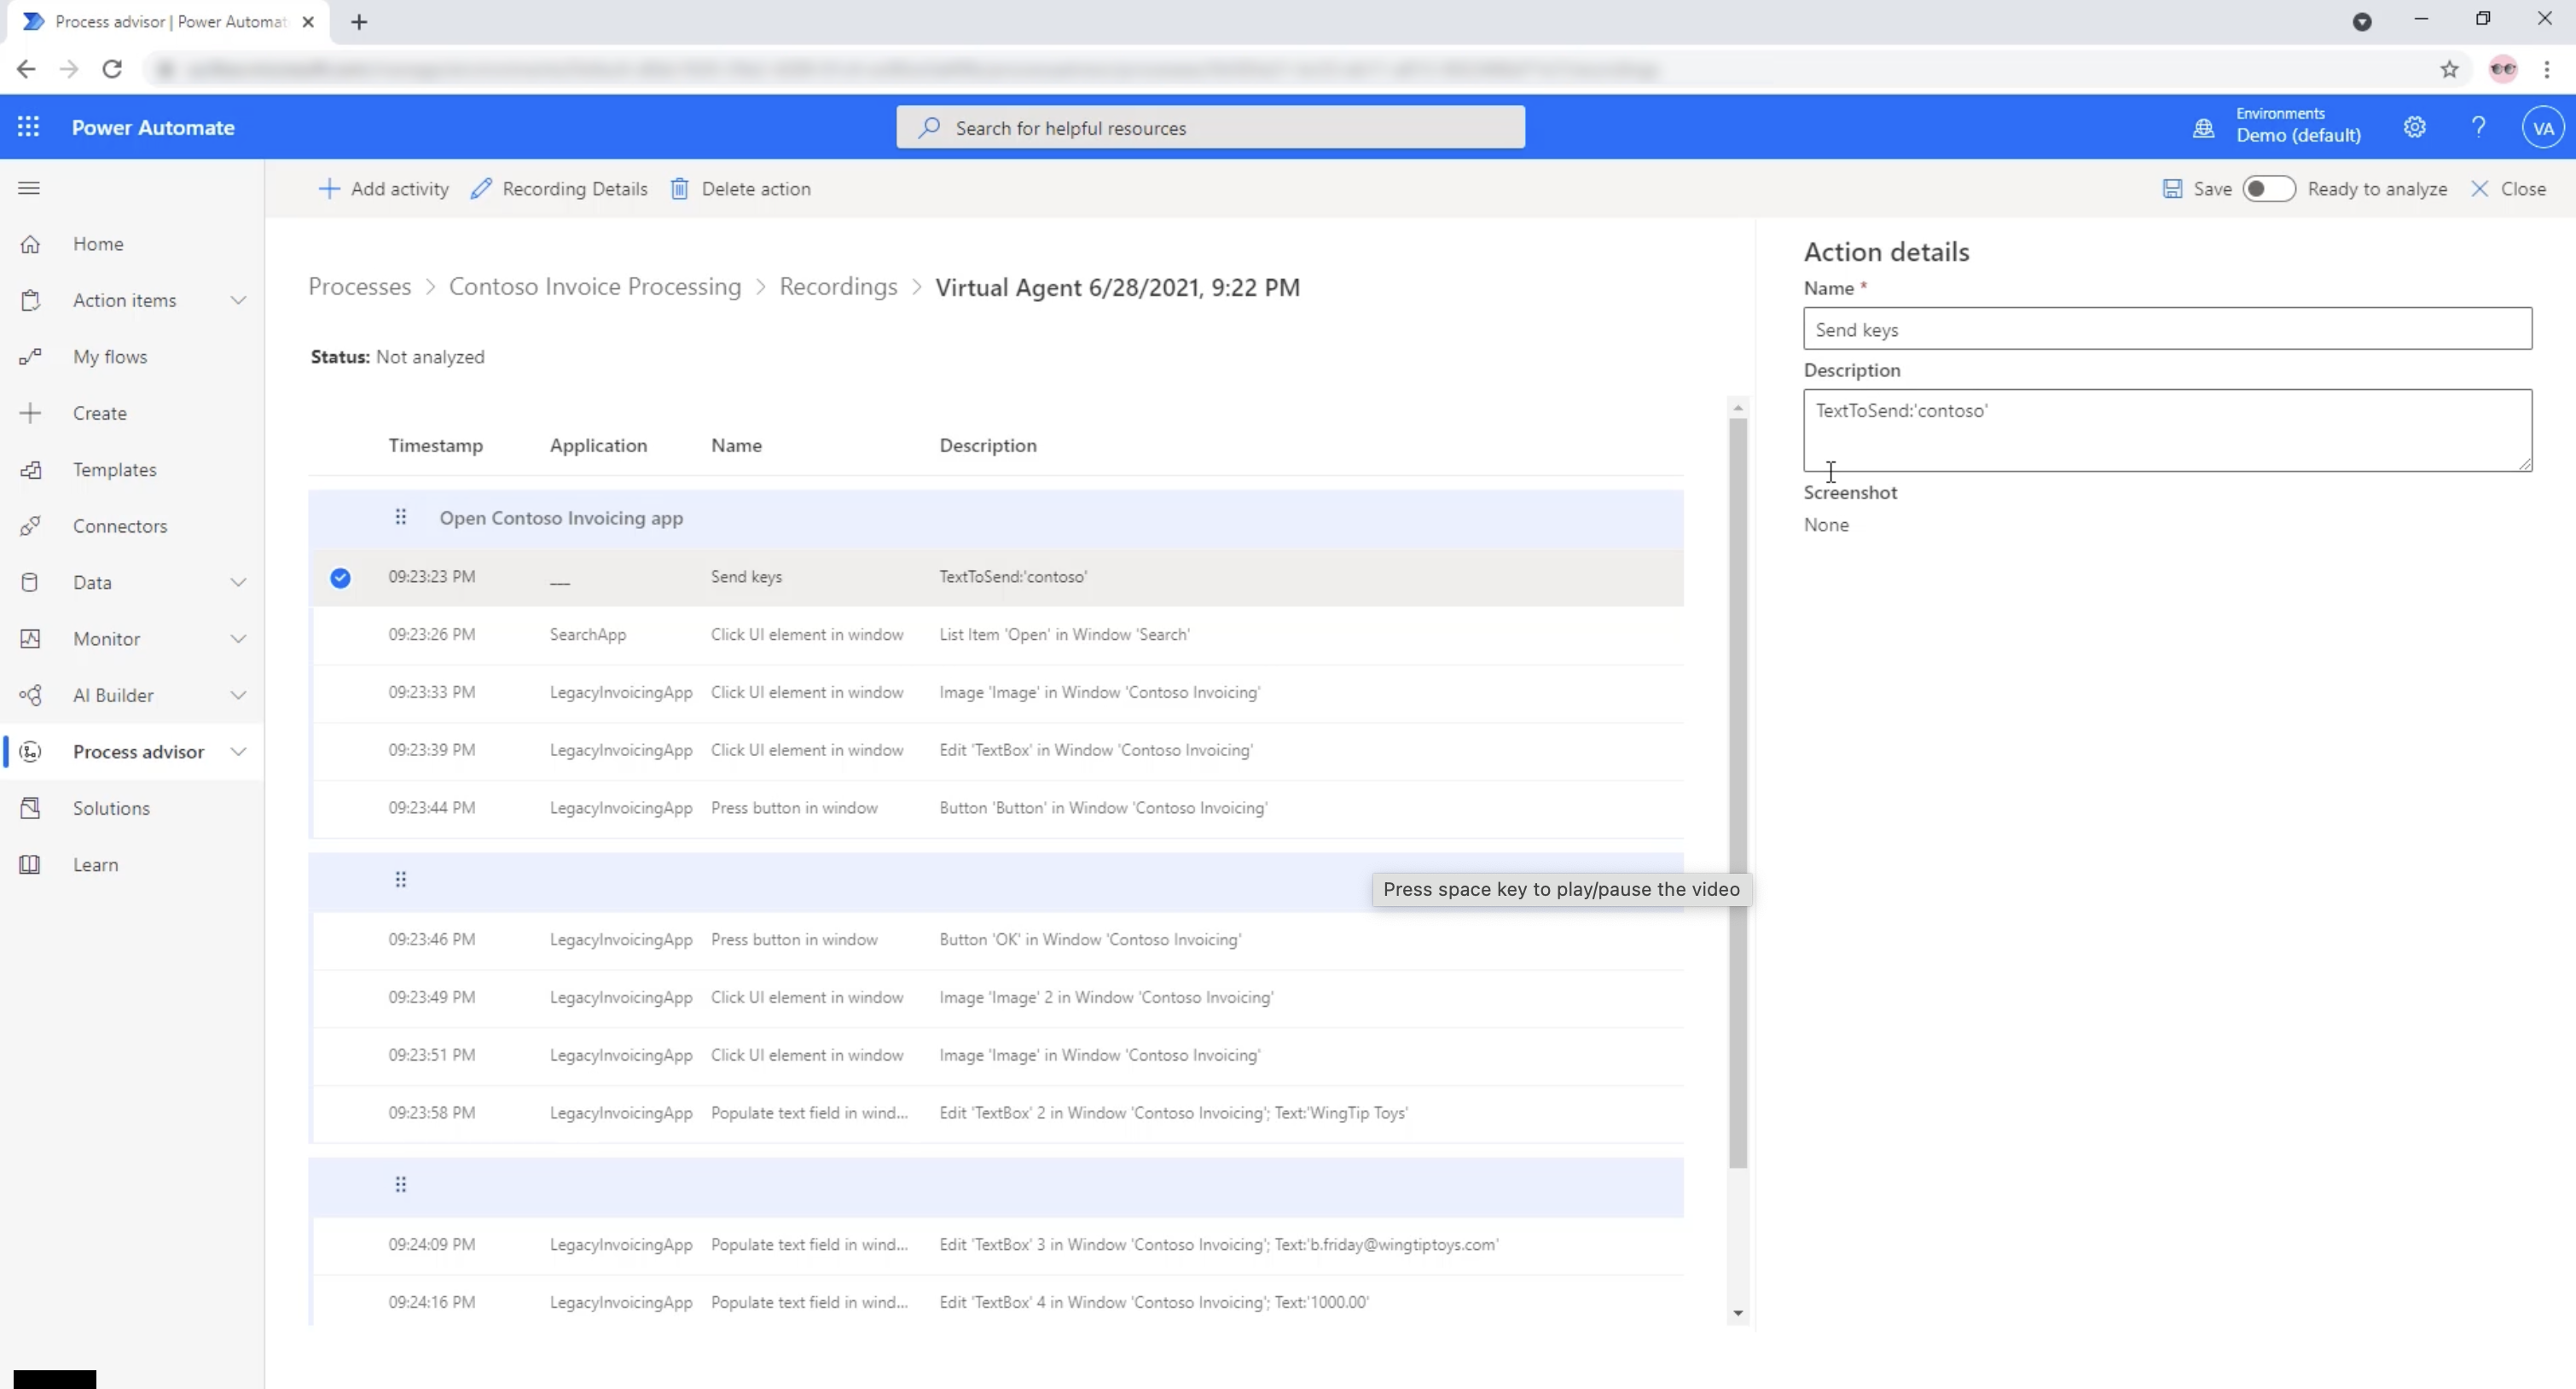 Process advisor | Power Automat
Power Automate
Search for helpful resources
Environments
Demo (default)
VA
Add activity
Recording Details
Delete action
Save
Ready to analyze
Close
Home
Action items
My flows
Create
Templates
Connectors
Data
Monitor
AI Builder
Process advisor
Solutions
Learn
Processes > Contoso Invoice Processing > Recordings > Virtual Agent 6/28/2021, 9:22 PM
Status: Not analyzed
Timestamp Application Name Description
Open Contoso Invoicing app
09:23:23 PM __ Send keys TextToSend:'contoso'
09:23:26 PM SearchApp Click UI element in window List Item 'Open' in Window 'Search'
09:23:33 PM LegacyInvoicingApp Click UI element in window Image 'Image' in Window 'Contoso Invoicing'
09:23:39 PM LegacyInvoicingApp Click UI element in window Edit 'TextBox' in Window 'Contoso Invoicing'
09:23:44 PM LegacyInvoicingApp Press button in window Button 'Button' in Window 'Contoso Invoicing'
Press space key to play/pause the video
09:23:46 PM LegacyInvoicingApp Press button in window Button 'OK' in Window 'Contoso Invoicing'
09:23:49 PM LegacyInvoicingApp Click UI element in window Image 'Image' 2 in Window 'Contoso Invoicing'
09:23:51 PM LegacyInvoicingApp Click UI element in window Image 'Image' in Window 'Contoso Invoicing'
09:23:58 PM LegacyInvoicingApp Populate text field in wind... Edit 'TextBox' 2 in Window 'Contoso Invoicing'; Text:'WingTip Toys'
09:24:09 PM LegacyInvoicingApp Populate text field in wind... Edit 'TextBox' 3 in Window 'Contoso Invoicing'; Text:'b.friday@wingtiptoys.com'
09:24:16 PM LegacyInvoicingApp Populate text field in wind... Edit 'TextBox' 4 in Window 'Contoso Invoicing'; Text:'1000.00'
Action details
Name *
Send keys
Description
TextToSend:'contoso'
Screenshot
None